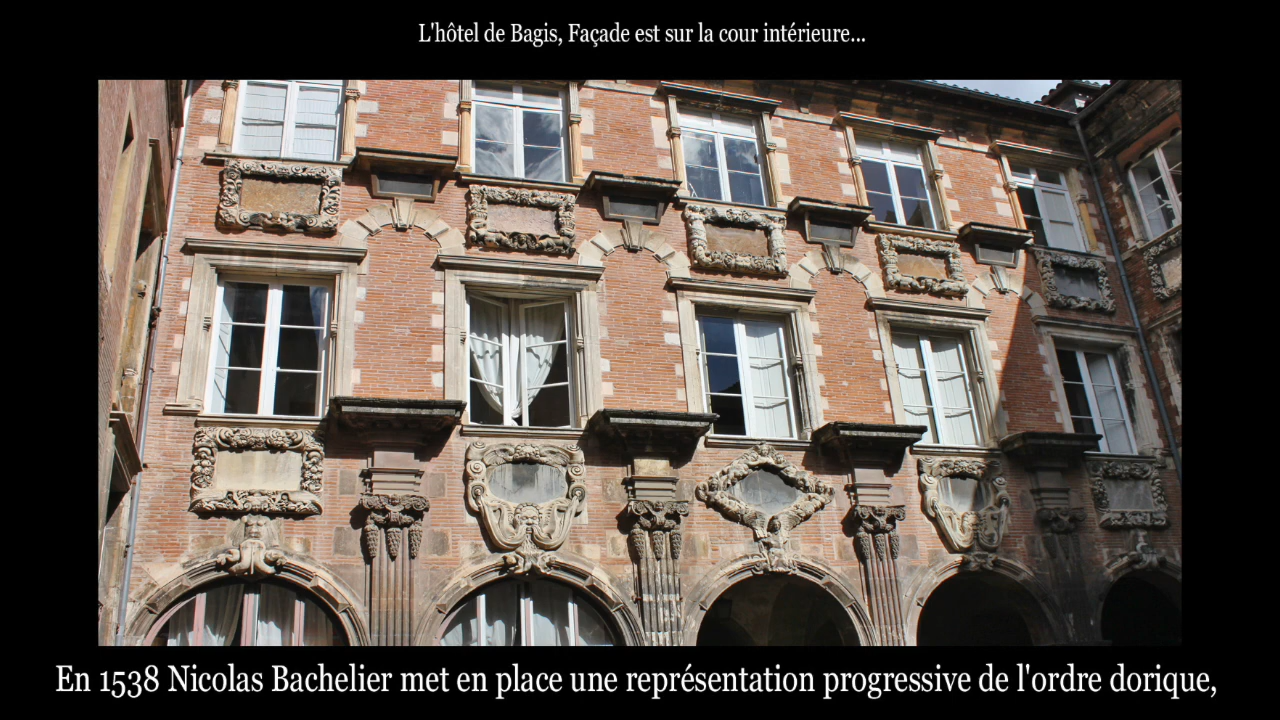 L'hôtel de Bagis, Façade est sur la cour intérieure...
En 1538 Nicolas Bachelier met en place une représentation progressive de l'ordre dorique,